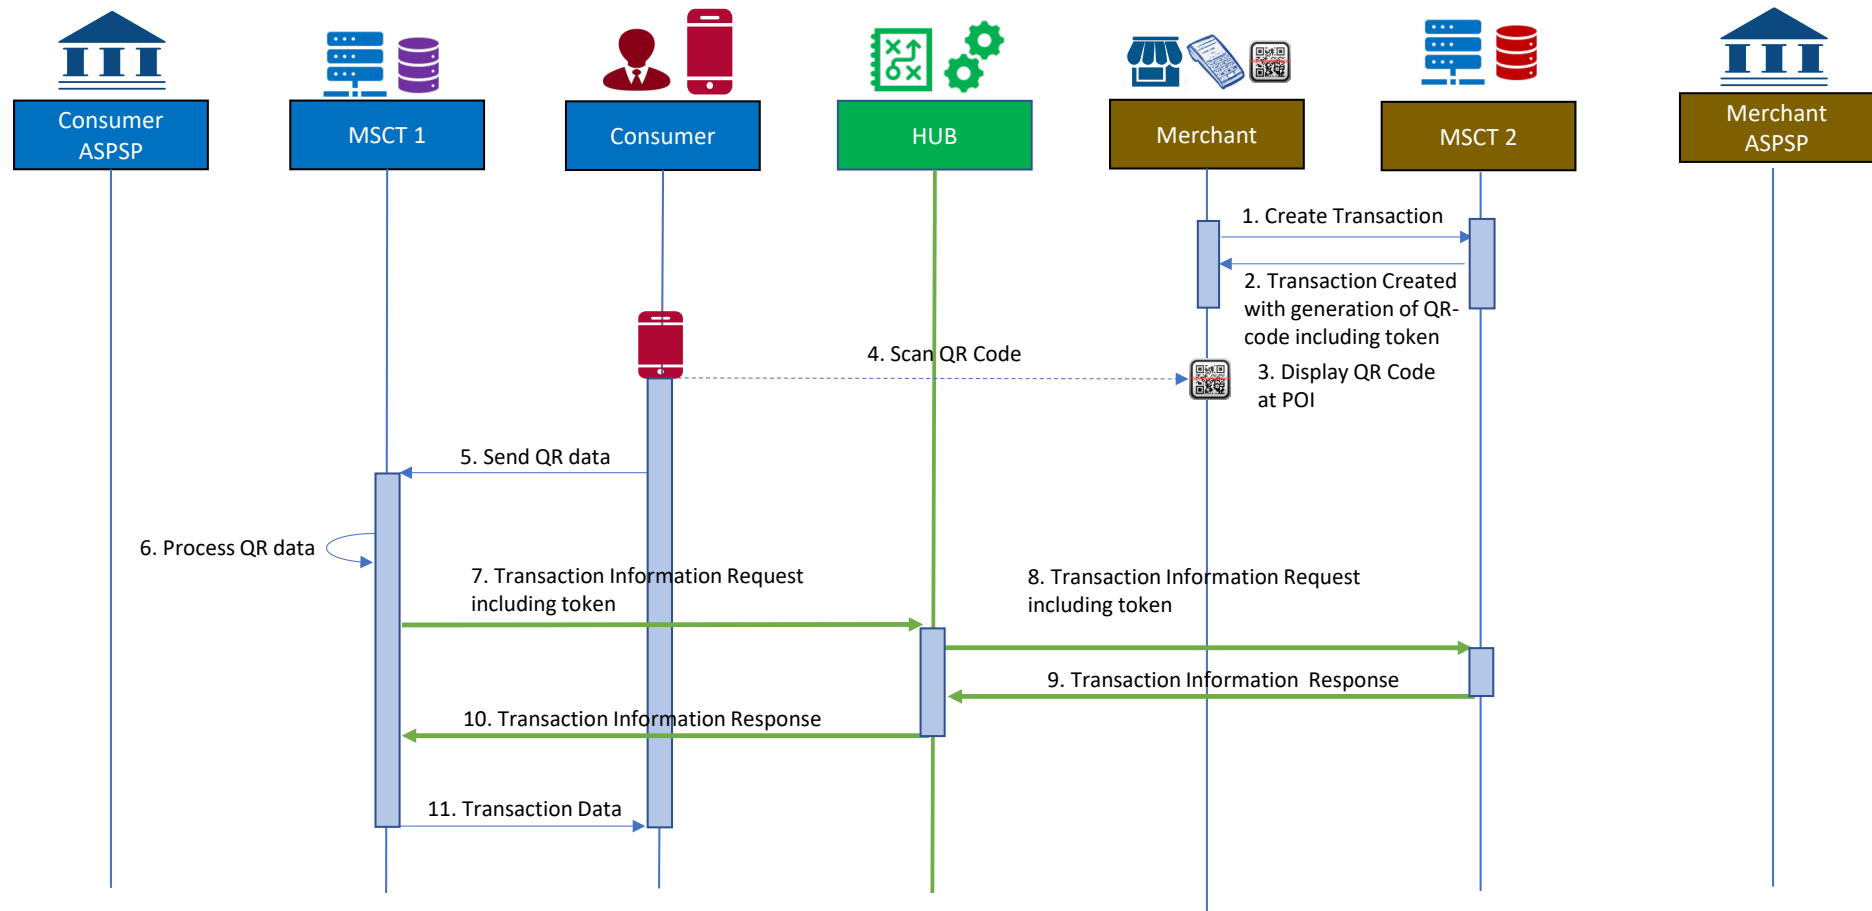 Consumer
ASPSP
MSCT 1
Consumer
HUB
Merchant
MSCT 2
Merchant
ASPSP
1. Create Transaction
2. Transaction Created
with generation of QR-
code including token
4. Scan QR Code
3. Display QR Code
at POI
5. Send QR data
6. Process QR data
7. Transaction Information Request
including token
8. Transaction Information Request
including token
9. Transaction Information  Response
10. Transaction Information Response
11. Transaction Data